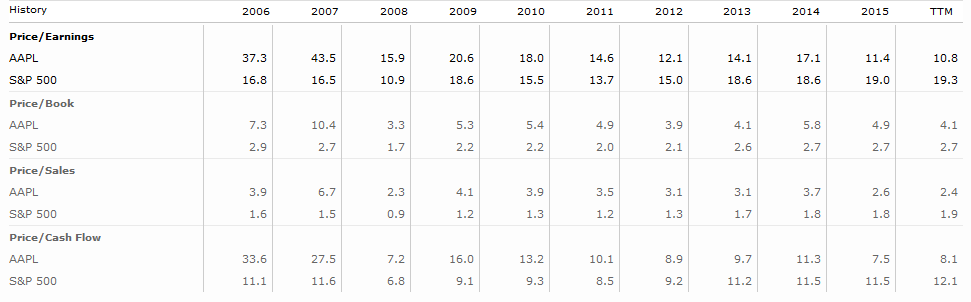 History 2006 2007 2008 2009 2010 2011 2012 2013 2014 2015 TTM
Price/Earnings
AAPL 37.3 43.5 15.9 20.6 18.0 14.6 12.1 14.1 17.1 11.4 10.8
S&P 500 16.8 16.5 10.9 18.6 15.5 13.7 15.0 18.6 18.6 19.0 19.3
Price/Book
AAPL 7.3 10.4 3.3 5.3 5.4 4.9 3.9 4.1 5.8 4.9 4.1
S&P 500 2.9 2.7 1.7 2.2 2.2 2.0 2.1 2.6 2.7 2.7 2.7
Price/Sales
AAPL 3.9 6.7 2.3 4.1 3.9 3.5 3.1 3.1 3.7 2.6 2.4
S&P 500 1.6 1.5 0.9 1.2 1.3 1.2 1.3 1.7 1.8 1.8 1.9
Price/Cash Flow
AAPL 33.6 27.5 7.2 16.0 13.2 10.1 8.9 9.7 11.3 7.5 8.1
S&P 500 11.1 11.6 6.8 9.1 9.3 8.5 9.2 11.2 11.5 11.5 12.1